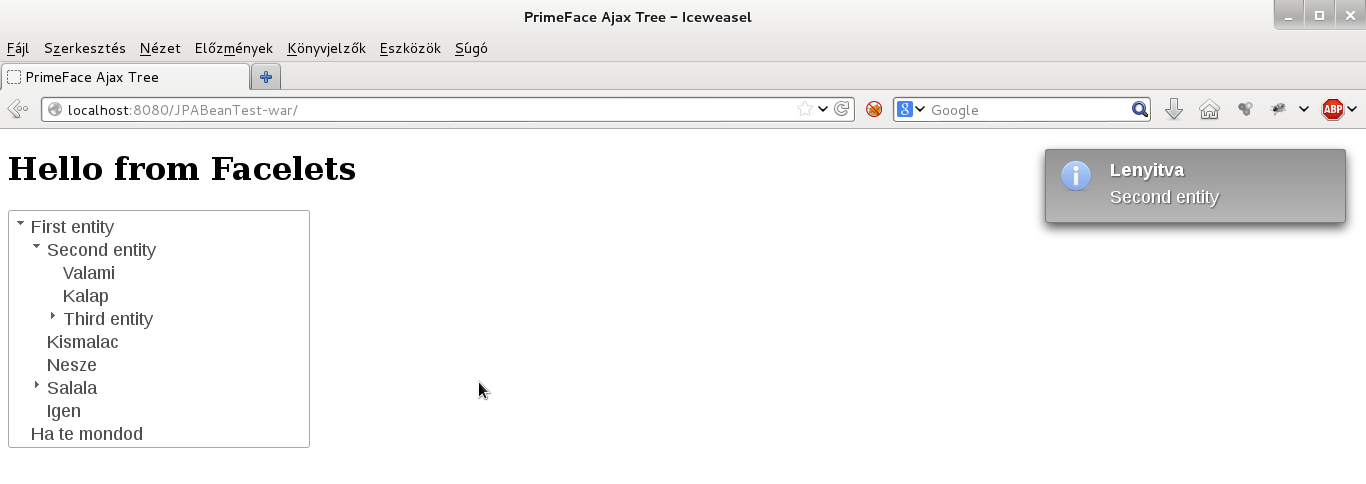 PrimeFace Ajax Tree – Iceweasel
Fájl Szerkesztés Nézet Előzmények Könyvjelzők Eszközök Súgó
PrimeFace Ajax Tree
localhost:8080/JPABeanTest-war/ 8 Google ABP
Hello from Facelets
Lenyitva
Second entity
First entity
Second entity
Valami
Kalap
Third entity
Kismalac
Nesze
Salala
Igen
Ha te mondod